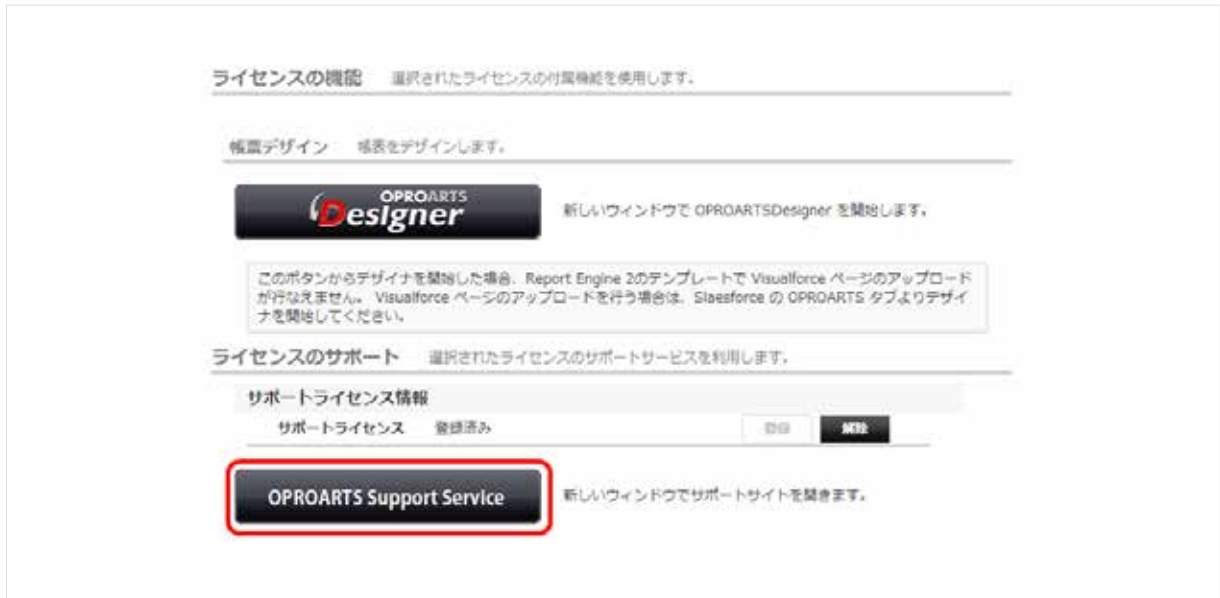 ライセンスの機能 選択されたライセンスの付属機能を使用します。
帳票デザイン 帳表をデザインします。
OPROARTS
Designer 新しいウィンドウで OPROARTSDesigner を開始します。
このボタンからデザイナを開始した場合、Report Engine 2のテンプレートで Visualforce ページのアップロード
が行なえません。 Visualforce ページのアップロードを行う場合は、Slaesforce の OPROARTS タブよりデザイ
ナを開始してください。
ライセンスのサポート 選択されたライセンスのサポートサービスを利用します。
サポートライセンス情報
サポートライセンス 登録済み 登録 解除
OPROARTS Support Service 新しいウィンドウでサポートサイトを開きます。